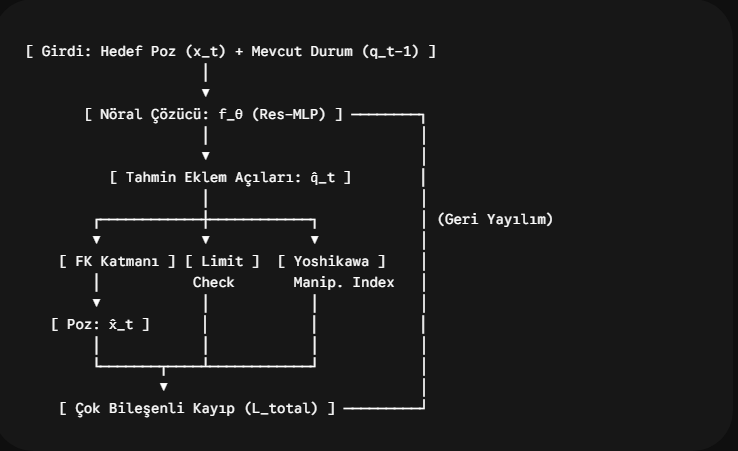 [ Girdi: Hedef Poz (x_t) + Mevcut Durum (q_t-1) ]
[ Nöral Çözücü: f_θ (Res-MLP) ]
[ Tahmin Eklem Açıları: q̂_t ]
(Geri Yayılım)
[ FK Katmanı ] [ Limit ] [ Yoshikawa ]
Check Manip. Index
[ Poz: x̂_t ]
[ Çok Bileşenli Kayıp (L_total) ]